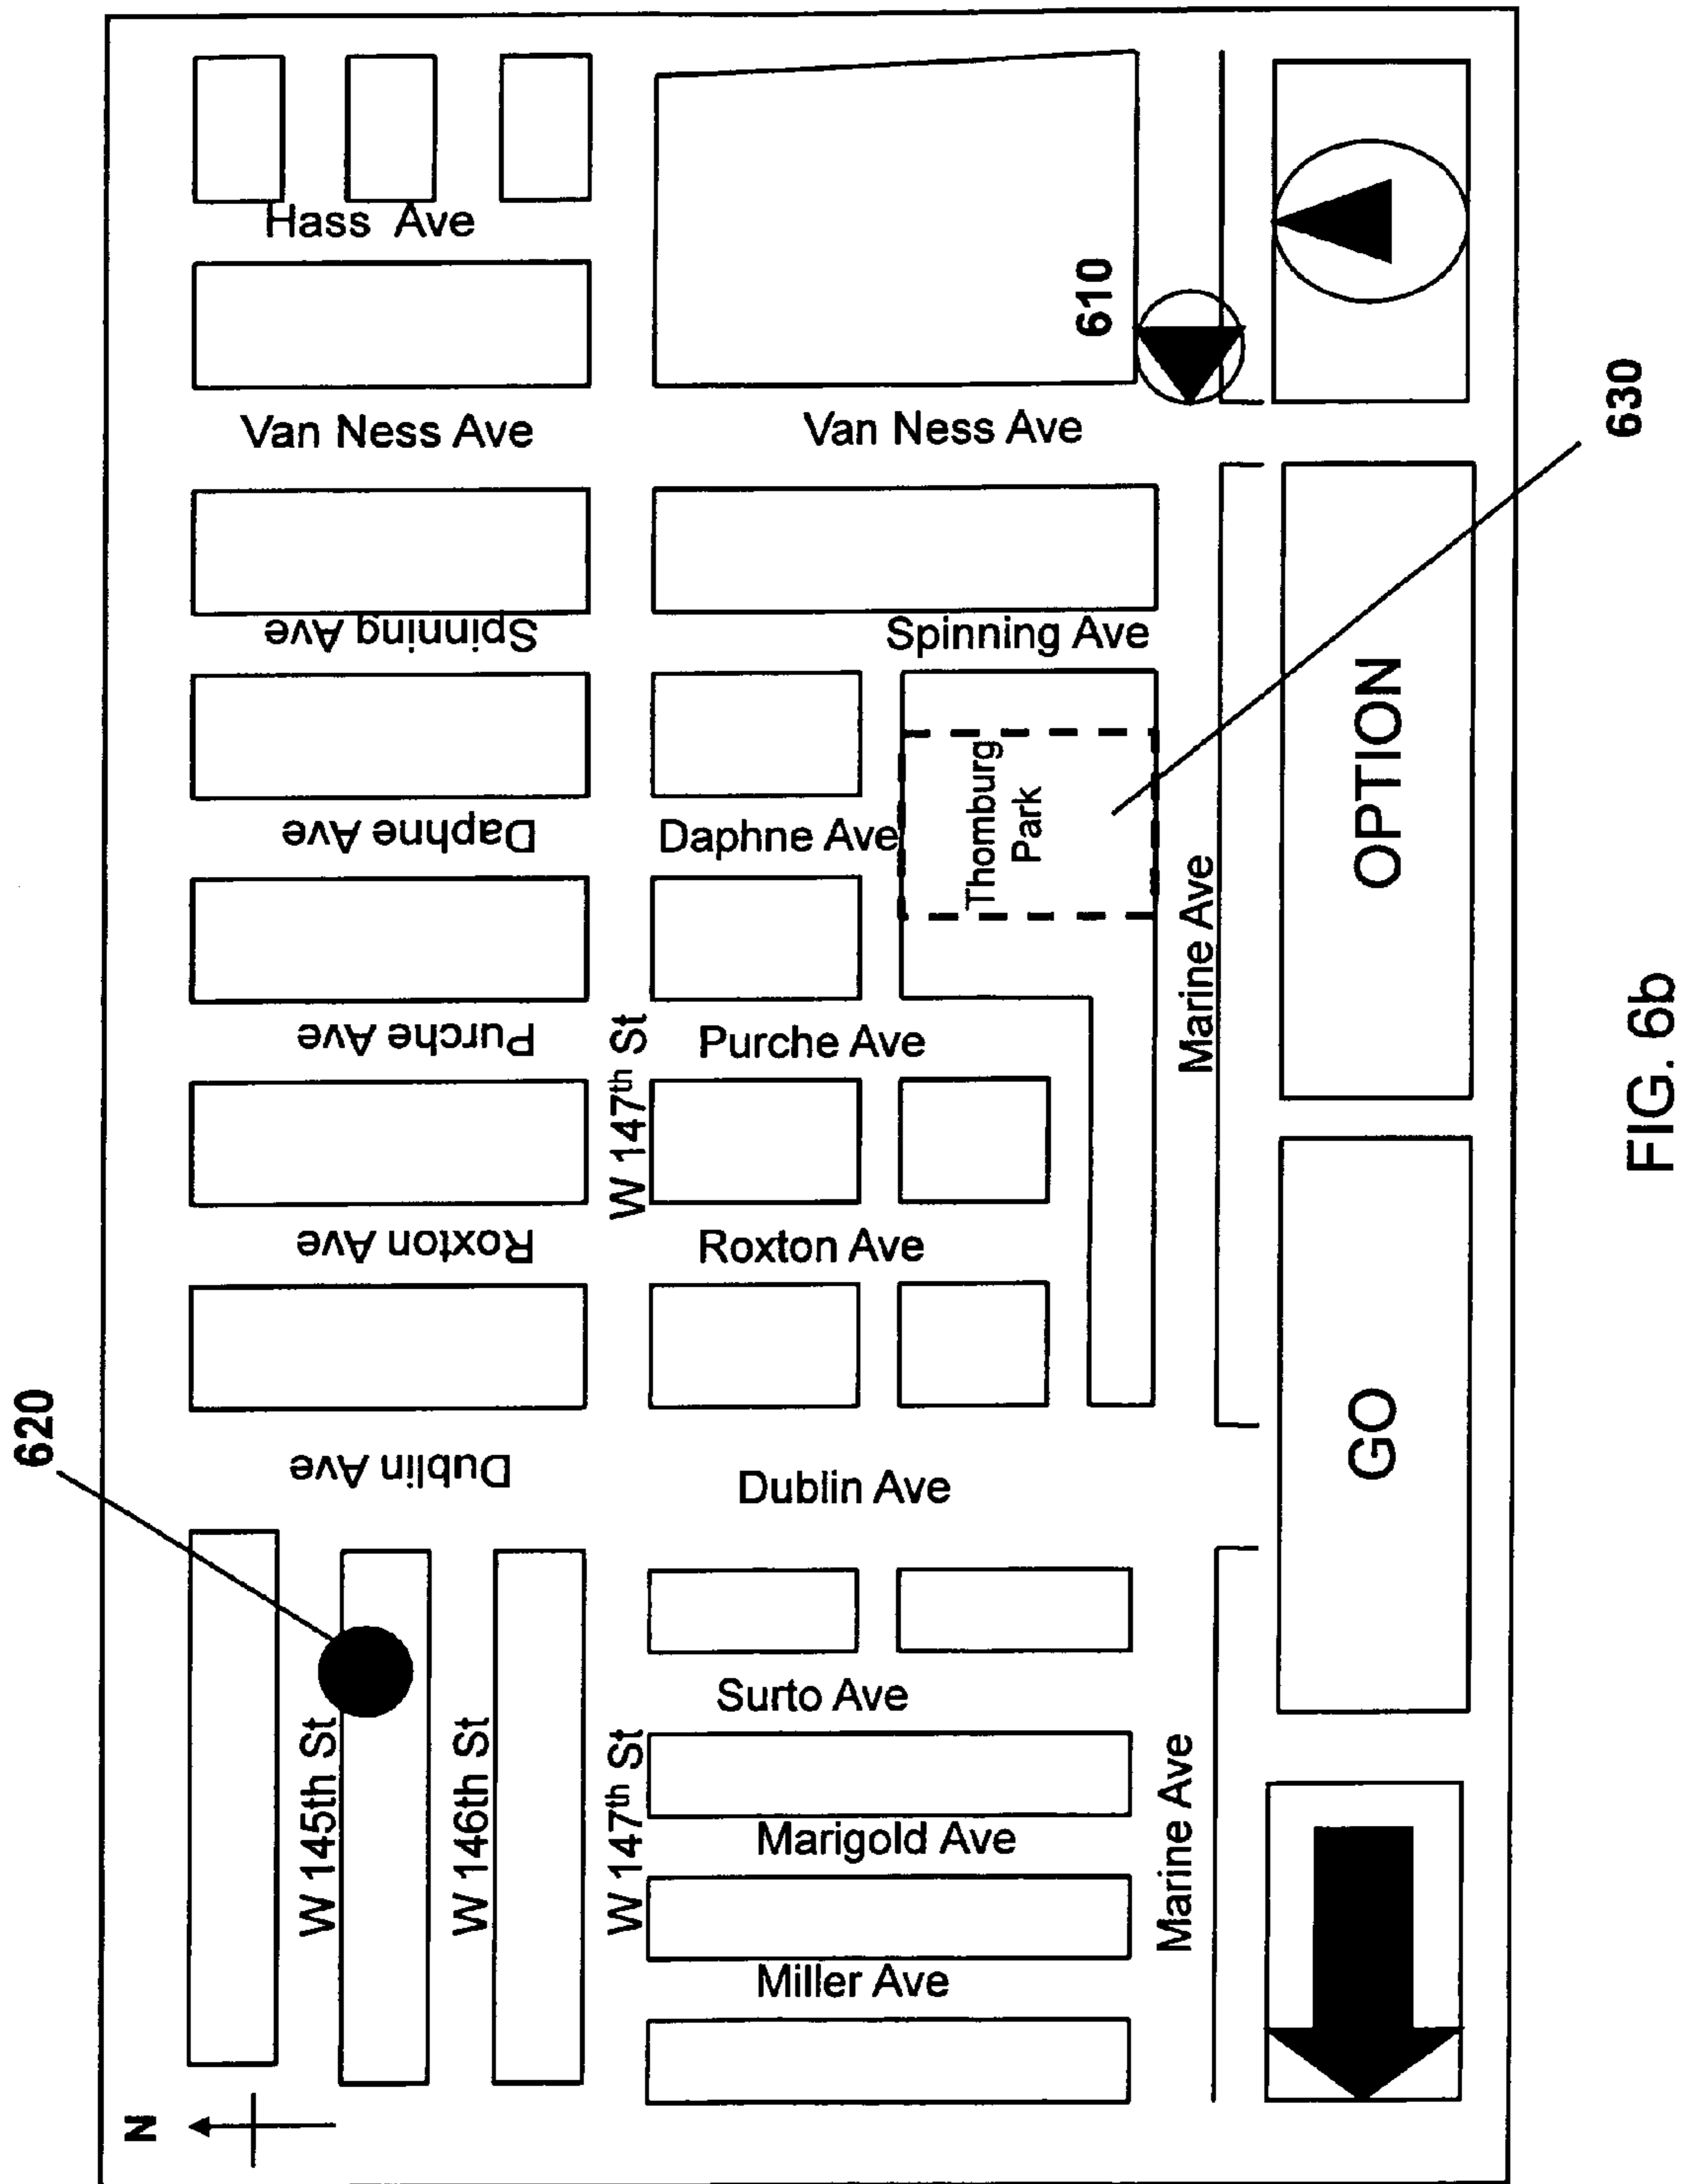 620
N
W 145th St
W 146th St
W 147th St
Dublin Ave
Roxton Ave
Purche Ave
Daphne Ave
Spinning Ave
Van Ness Ave
Hass Ave
W 147th St
Miller Ave
Marigold Ave
Surto Ave
Dublin Ave
Roxton Ave
Purche Ave
Daphne Ave
Thomburg
Park
Spinning Ave
Van Ness Ave
610
Marine Ave
Marine Ave
GO
OPTION
630
FIG. 6b